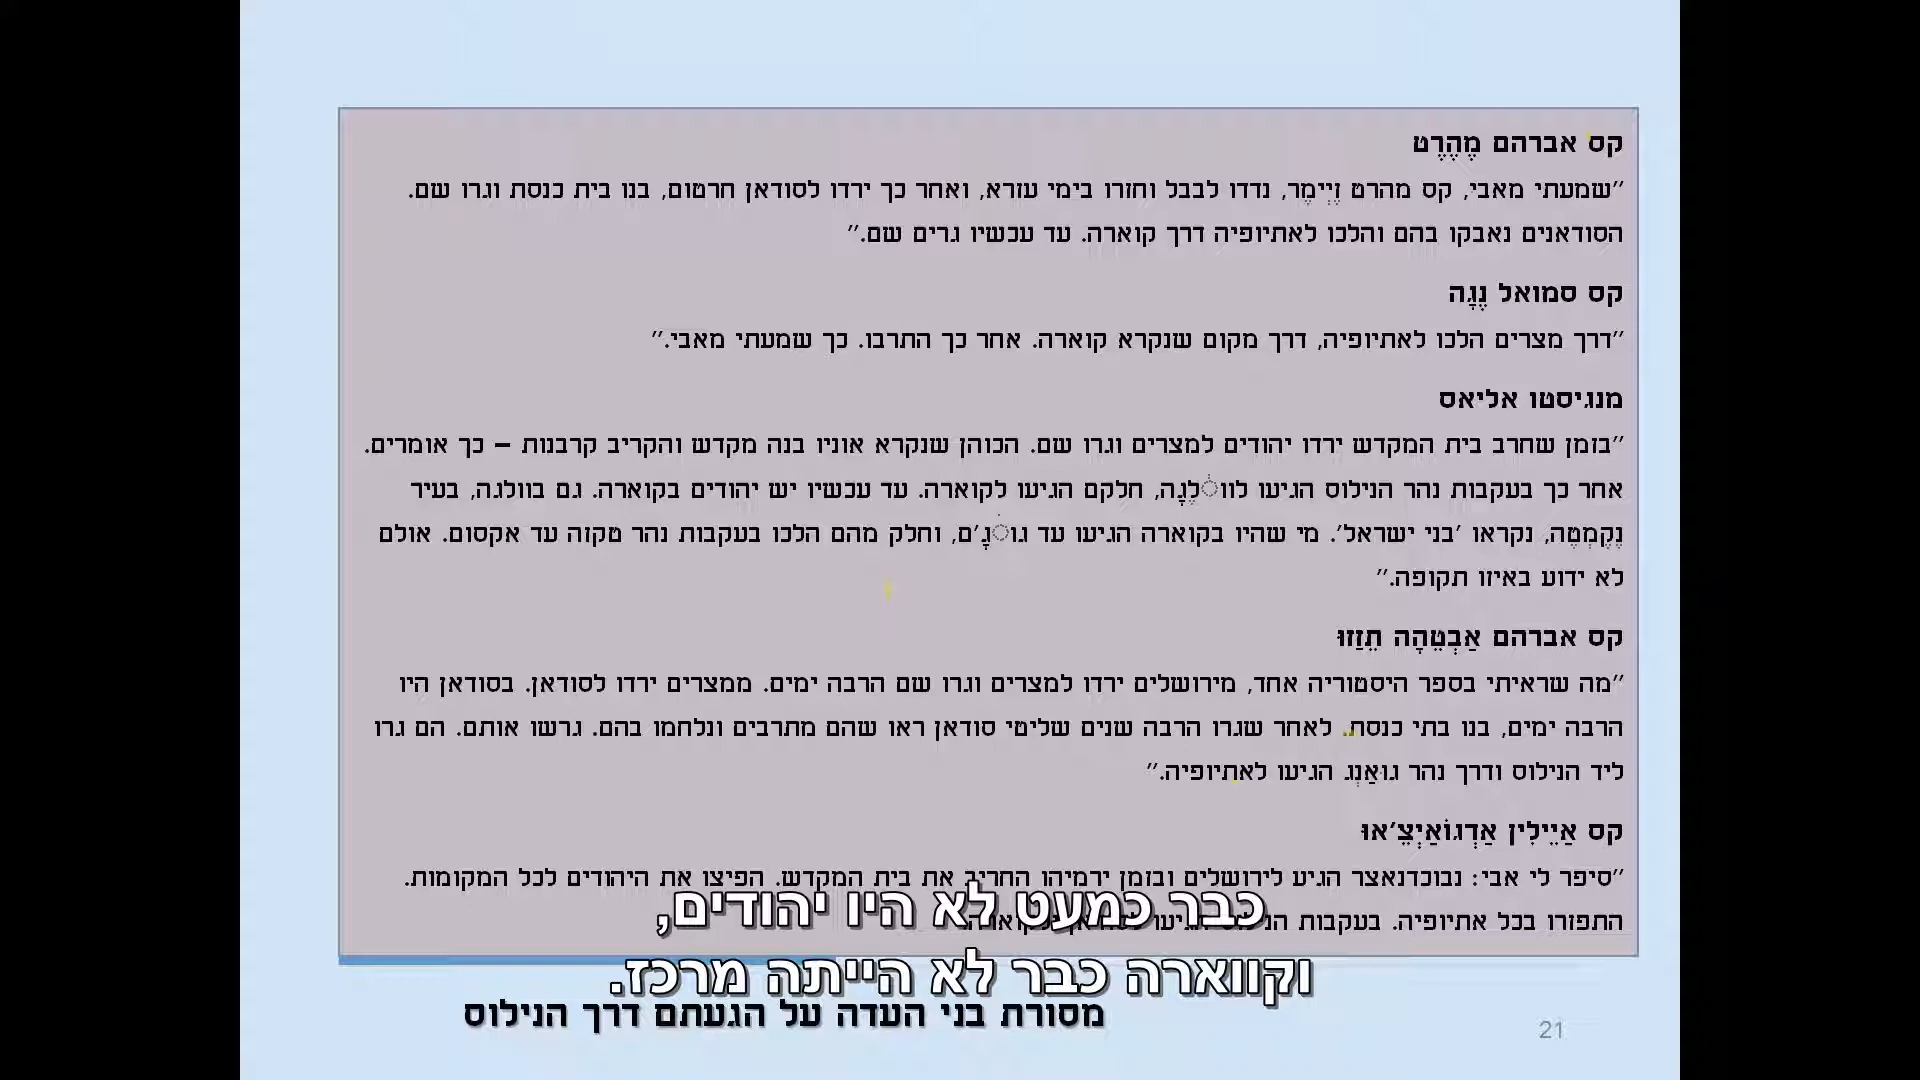 קס אברהם מֶהֶרֶט
״שמעתי מאבי, קס מהרט זֶיְימֶר, נדדו לבבל וחזרו בימי עזרא, ואחר כך ירדו לסודאן חרטום, בנו בית כנסת וגרו שם.
הסודאנים נאבקו בהם והלכו לאתיופיה דרך קוארה. עד עכשיו גרים שם.״
קס סמואל נֶגָה
״דרך מצרים הלכו לאתיופיה, דרך מקום שנקרא קוארה. אחר כך התרבו. כך שמעתי מאבי.״
מנגיסטו אליאס
״בזמן שחרב בית המקדש ירדו יהודים למצרים וגרו שם. הכוהן שנקרא אוניו בנה מקדש והקריב קרבנות – כך אומרים.
אחר כך בעקבות נהר הנילוס הגיעו לווֹלֶגָה, חלקם הגיעו לקוארה. עד עכשיו יש יהודים בקוארה. גם בוולגה, בעיר
נֶקֶמְטֶה, נקראו ׳בני ישראל׳. מי שהיו בקוארה הגיעו עד גוֹגָ׳ם, וחלק מהם הלכו בעקבות נהר טקזה עד אקסום. אולם
לא ידוע באיזו תקופה.״
קס אברהם אַבְטֵהָה תֵזַזוּ
״מה שראיתי בספר היסטוריה אחד, מירושלים ירדו למצרים וגרו שם הרבה ימים. ממצרים ירדו לסודאן. בסודאן היו
הרבה ימים, בנו בתי כנסת. לאחר שגרו הרבה שנים שליטי סודאן ראו שהם מתרבים ונלחמו בהם. גרשו אותם. הם גרו
ליד הנילוס ודרך נהר גוּאַנְג הגיעו לאתיופיה.״
קס אַיֵילִין אַדְגוֹאַיְצֵ׳אוּ
״סיפר לי אבי: נבוכדנאצר הגיע לירושלים ובזמן ירמיהו החריב את בית המקדש. הפיצו את היהודים לכל המקומות.
התפזרו בכל אתיופיה. בעקבות
כבר כמעט לא היו יהודים,
וקווארה כבר לא הייתה מרכז.
מסורת בני העדה על הגעתם דרך הנילוס
21